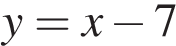 y = x − 7